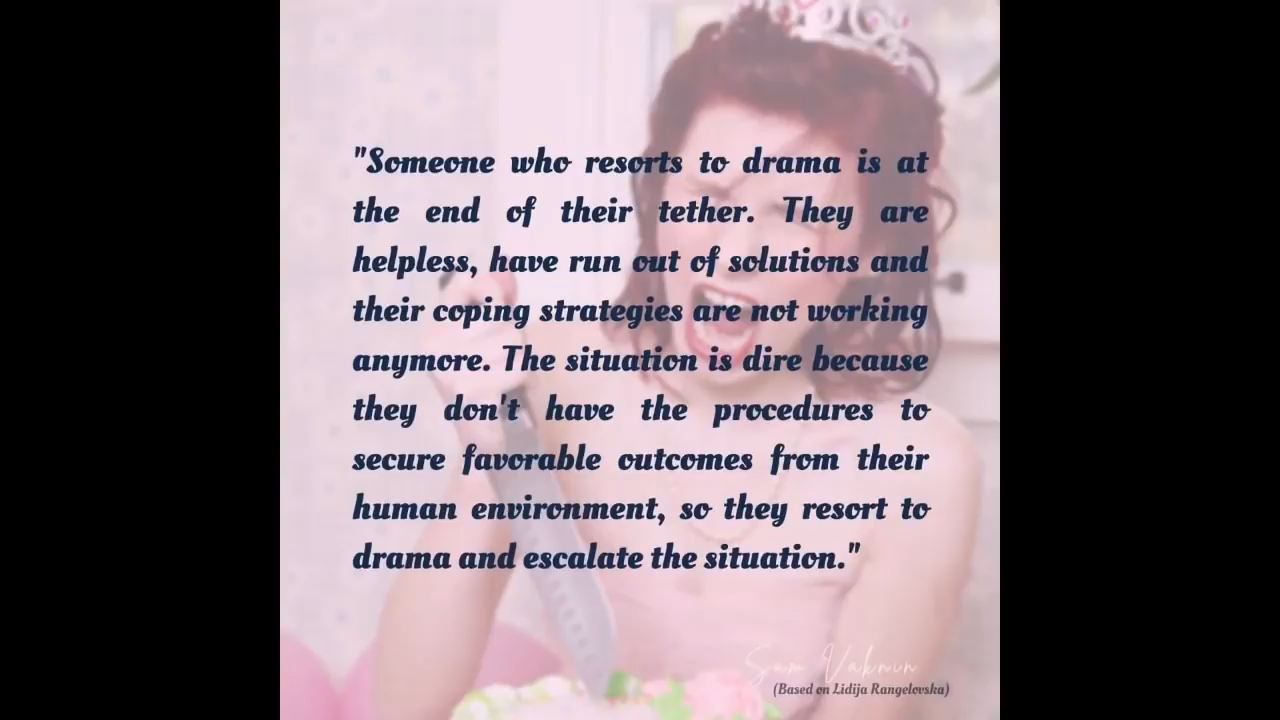 "Someone who resorts to drama is at
the end of their tether. They are
helpless, have run out of solutions and
their coping strategies are not working
anymore. The situation is dire because
they don't have the procedures to
secure favorable outcomes from their
human environment, so they resort to
drama and escalate the situation."
Sam Vaknin
(Based on Lidija Rangelovska)